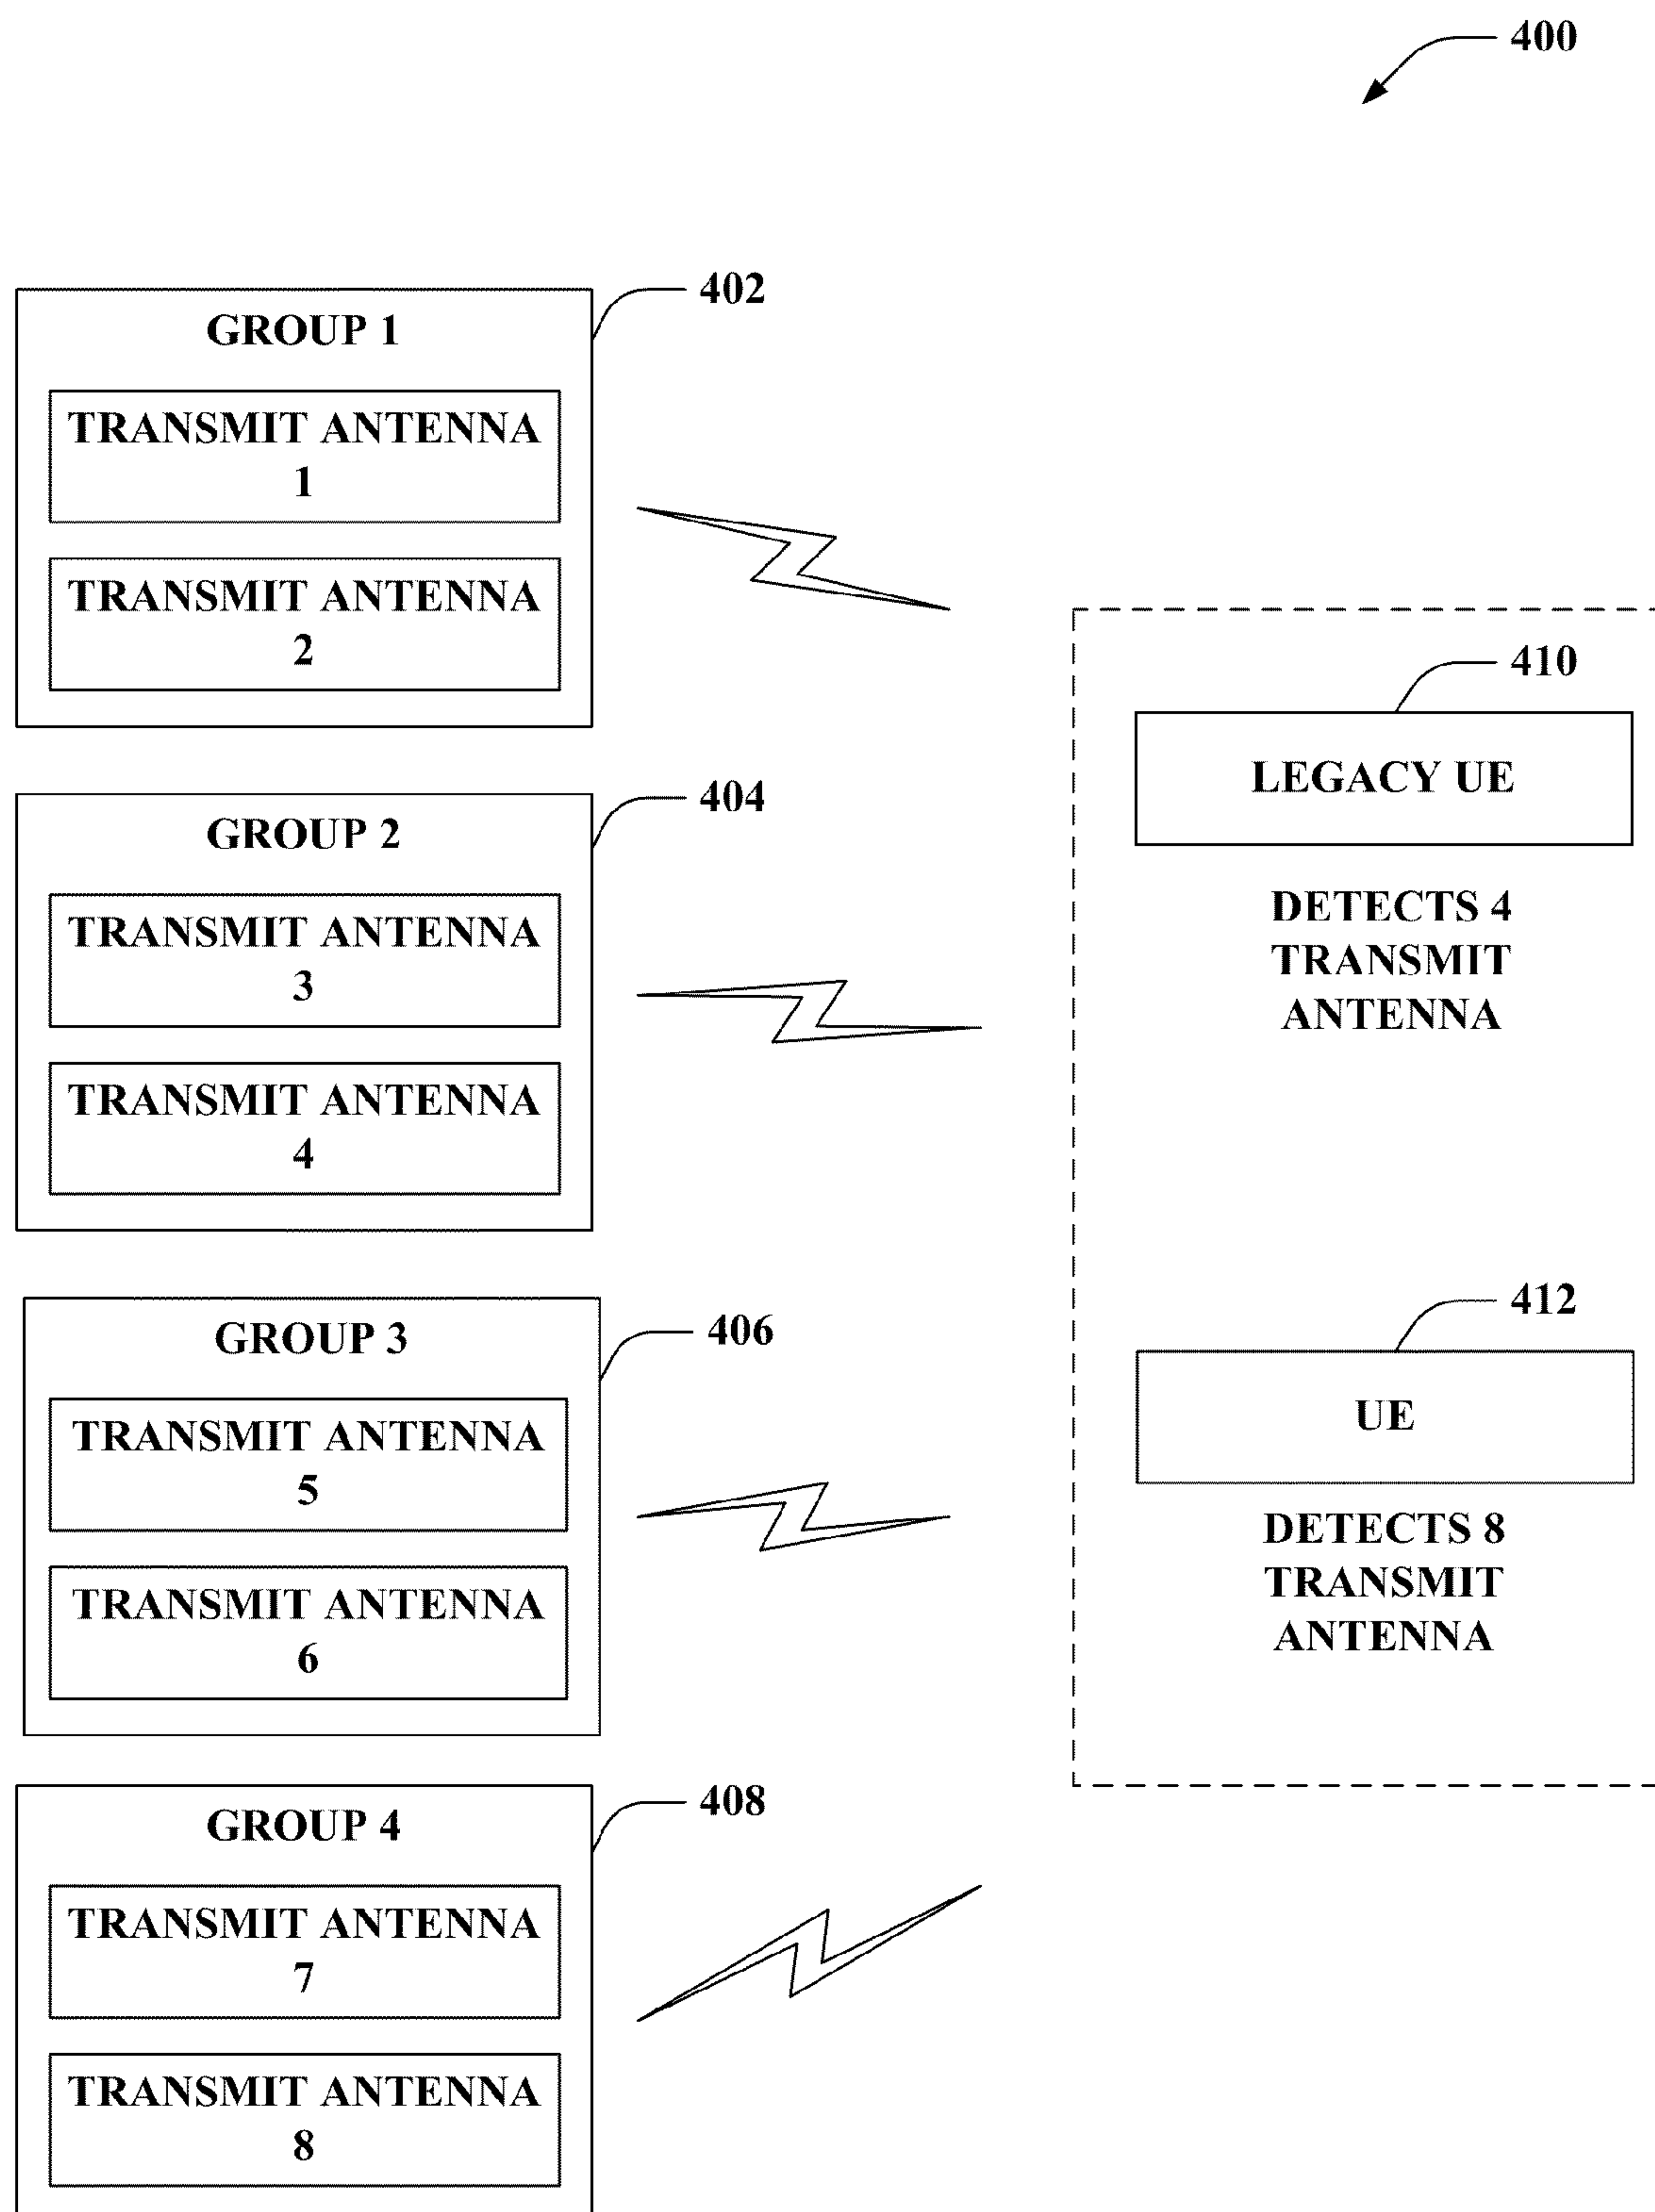 400
402
GROUP 1
TRANSMIT ANTENNA
1
TRANSMIT ANTENNA
2
404
GROUP 2
TRANSMIT ANTENNA
3
TRANSMIT ANTENNA
4
406
GROUP 3
TRANSMIT ANTENNA
5
TRANSMIT ANTENNA
6
408
GROUP 4
TRANSMIT ANTENNA
7
TRANSMIT ANTENNA
8
410
LEGACY UE
DETECTS 4
TRANSMIT
ANTENNA
412
UE
DETECTS 8
TRANSMIT
ANTENNA